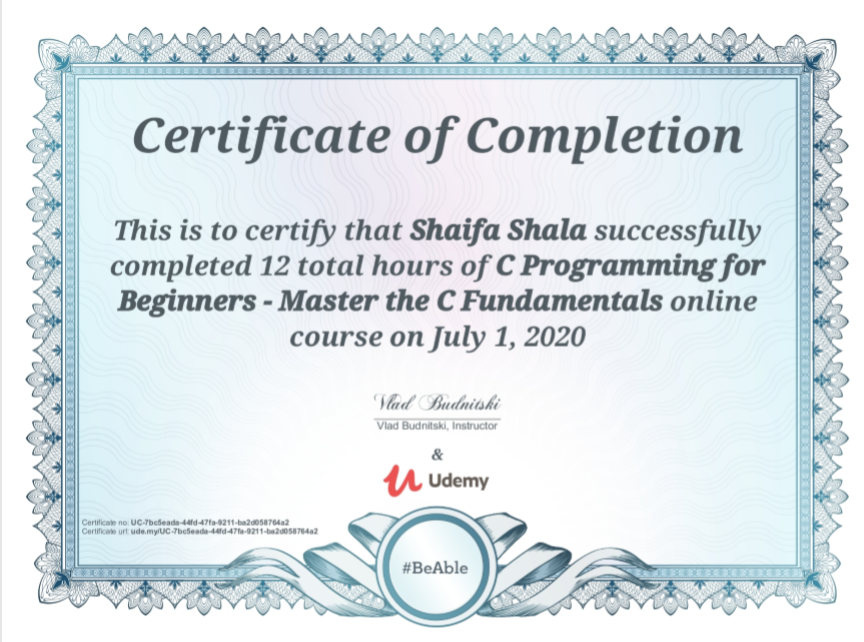 Certificate of Completion
This is to certify that Shaifa Shala successfully
completed 12 total hours of C Programming for
Beginners - Master the C Fundamentals online
course on July 1, 2020
Vlad Budnitski
Vlad Budnitski, Instructor
&
Udemy
Certificate no: UC-7bc5eada-44fd-47fa-9211-ba2d058764a2
Certificate url: ude.my/UC-7bc5eada-44fd-47fa-9211-ba2d058764a2
#BeAble